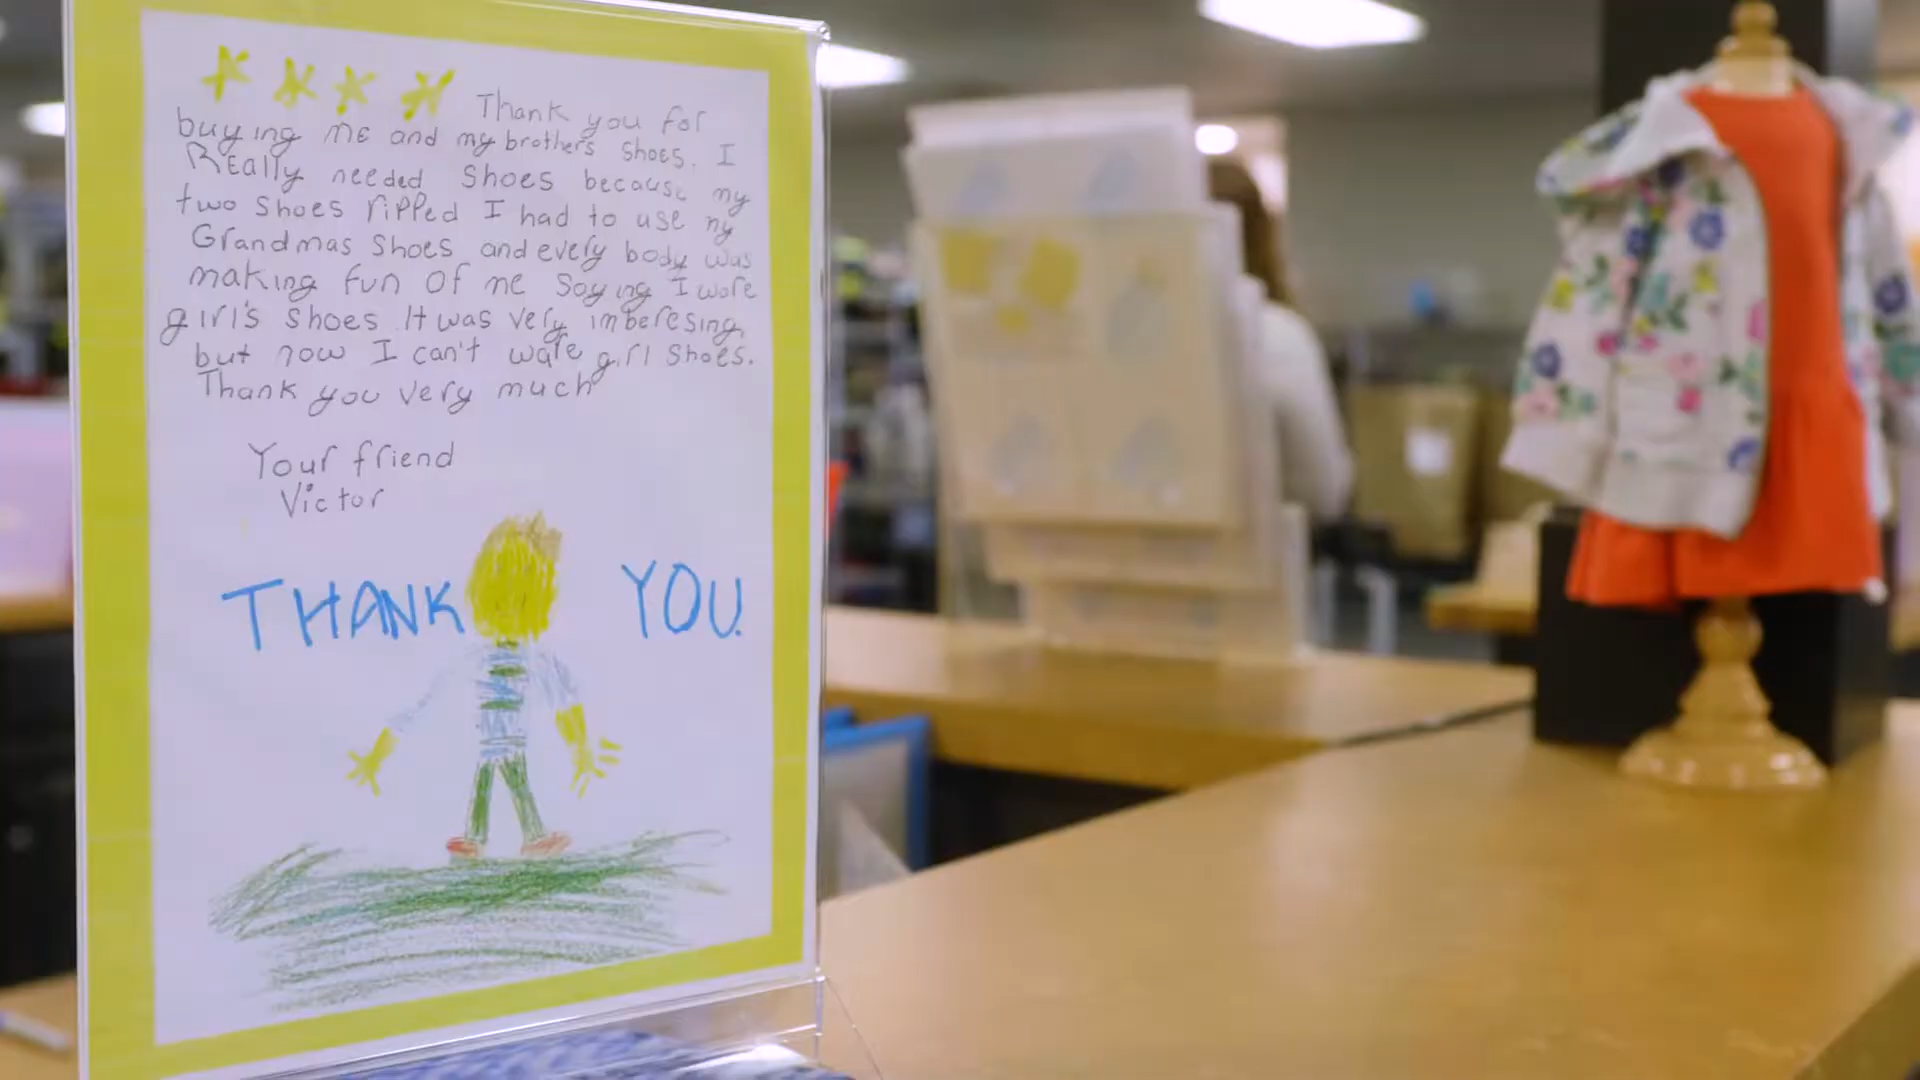 Thank you for
buying me and my brothers shoes. I
Really needed shoes because my
two shoes ripped I had to use my
Grandmas shoes and every body was
making fun of me saying I wore
girl's shoes. It was very imberesing,
but now I can't wate girl shoes.
Thank you very much
Your friend
Victor
THANK YOU.